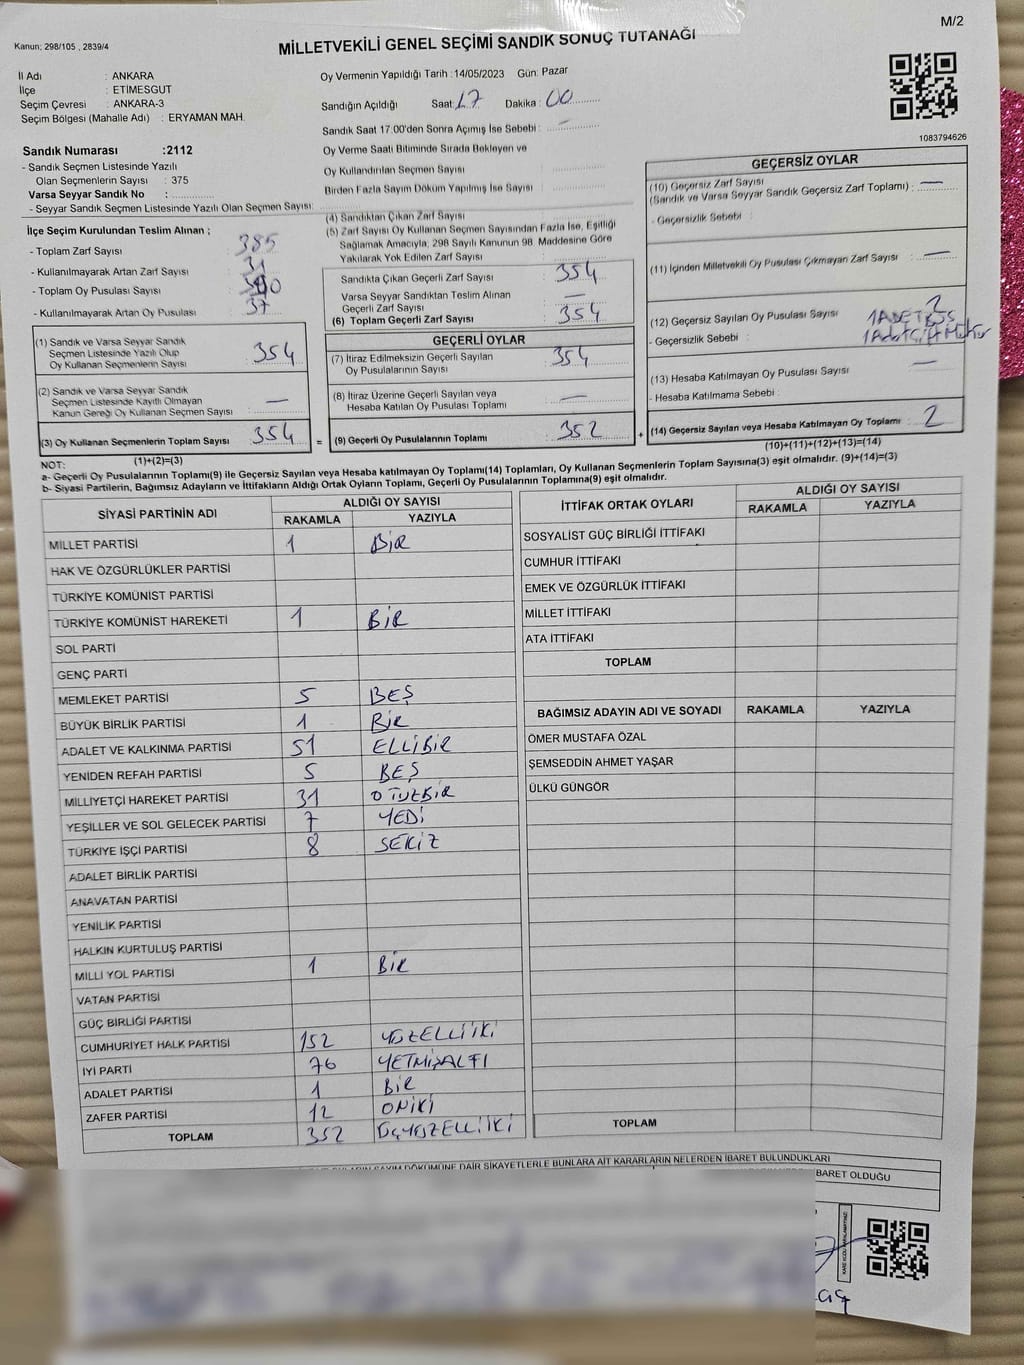 M/2
Kanun; 298/105 , 2839/4
MİLLETVEKİLİ GENEL SEÇİMİ SANDIK SONUÇ TUTANAĞI
İl Adı : ANKARA
İlçe : ETİMESGUT
Seçim Çevresi : ANKARA-3
Seçim Bölgesi (Mahalle Adı) : ERYAMAN MAH.
Oy Vermenin Yapıldığı Tarih :14/05/2023 Gün: Pazar
Sandığın Açıldığı Saat: 17 Dakika : 00
Sandık Saat 17:00'den Sonra Açımış İse Sebebi : –
Oy Verme Saati Bitiminde Sırada Bekleyen ve
Oy Kullandırılan Seçmen Sayısı :
Birden Fazla Sayım Döküm Yapılmış İse Sayısı :
1083794626
Sandık Numarası :2112
- Sandık Seçmen Listesinde Yazılı
Olan Seçmenlerin Sayısı : 375
Varsa Seyyar Sandık No :
- Seyyar Sandık Seçmen Listesinde Yazılı Olan Seçmen Sayısı:
İlçe Seçim Kurulundan Teslim Alınan ;
- Toplam Zarf Sayısı : 385
- Kullanılmayarak Artan Zarf Sayısı : 31
- Toplam Oy Pusulası Sayısı :
- Kullanılmayarak Artan Oy Pusulası : 37
(1) Sandık ve Varsa Seyyar Sandık
Seçmen Listesinde Yazılı Olup
Oy Kullanan Seçmenlerin Sayısı : 354
(2) Sandık ve Varsa Seyyar Sandık
Seçmen Listesinde Kayıtlı Olmayan
Kanun Gereği Oy Kullanan Seçmen Sayısı : –
(3) Oy Kullanan Seçmenlerin Toplam Sayısı : 354
(1)+(2)=(3)
(4) Sandıktan Çıkan Zarf Sayısı :
(5) Zarf Sayısı Oy Kullanan Seçmen Sayısından Fazla İse, Eşitliği
Sağlamak Amacıyla, 298 Sayılı Kanunun 98. Maddesine Göre
Yakılarak Yok Edilen Zarf Sayısı :
Sandıkta Çıkan Geçerli Zarf Sayısı : 354
Varsa Seyyar Sandıktan Teslim Alınan
Geçerli Zarf Sayısı : –
(6) Toplam Geçerli Zarf Sayısı : 354
GEÇERLİ OYLAR
(7) İtiraz Edilmeksizin Geçerli Sayılan
Oy Pusulalarının Sayısı : 354
(8) İtiraz Üzerine Geçerli Sayılan veya
Hesaba Katılan Oy Pusulası Toplamı : –
= (9) Geçerli Oy Pusulalarının Toplamı : 352
GEÇERSİZ OYLAR
(10) Geçersiz Zarf Sayısı
(Sandık ve Varsa Seyyar Sandık Geçersiz Zarf Toplamı) : –
- Geçersizlik Sebebi :
(11) İçinden Milletvekili Oy Pusulası Çıkmayan Zarf Sayısı : –
(12) Geçersiz Sayılan Oy Pusulası Sayısı : 2
- Geçersizlik Sebebi : 1 ADET BOŞ
1 Adet Çift Mühür
(13) Hesaba Katılmayan Oy Pusulası Sayısı : –
- Hesaba Katılmama Sebebi :
+ (14) Geçersiz Sayılan veya Hesaba Katılmayan Oy Toplamı : 2
(10)+(11)+(12)+(13)=(14)
NOT:
a- Geçerli Oy Pusulalarının Toplamı(9) ile Geçersiz Sayılan veya Hesaba katılmayan Oy Toplamı(14) Toplamları, Oy Kullanan Seçmenlerin Toplam Sayısına(3) eşit olmalıdır. (9)+(14)=(3)
b- Siyasi Partilerin, Bağımsız Adayların ve İttifakların Aldığı Ortak Oyların Toplamı, Geçerli Oy Pusulalarının Toplamına(9) eşit olmalıdır.
SİYASİ PARTİNİN ADI ALDIĞI OY SAYISI
RAKAMLA YAZIYLA
MİLLET PARTİSİ 1 BİR
HAK VE ÖZGÜRLÜKLER PARTİSİ
TÜRKİYE KOMÜNİST PARTİSİ
TÜRKİYE KOMÜNİST HAREKETİ 1 BİR
SOL PARTİ
GENÇ PARTİ
MEMLEKET PARTİSİ 5 BEŞ
BÜYÜK BİRLİK PARTİSİ 1 BİR
ADALET VE KALKINMA PARTİSİ 51 ELLİBİR
YENİDEN REFAH PARTİSİ 5 BEŞ
MİLLİYETÇİ HAREKET PARTİSİ 31 OTUZBİR
YEŞİLLER VE SOL GELECEK PARTİSİ 7 YEDİ
TÜRKİYE İŞÇİ PARTİSİ 8 SEKİZ
ADALET BİRLİK PARTİSİ
ANAVATAN PARTİSİ
YENİLİK PARTİSİ
HALKIN KURTULUŞ PARTİSİ
MİLLİ YOL PARTİSİ 1 BİR
VATAN PARTİSİ
GÜÇ BİRLİĞİ PARTİSİ
CUMHURİYET HALK PARTİSİ 152 YÜZELLİİKİ
İYİ PARTİ 76 YETMİŞALTI
ADALET PARTİSİ 1 BİR
ZAFER PARTİSİ 12 ONİKİ
TOPLAM 352 ÜÇYÜZELLİİKİ
İTTİFAK ORTAK OYLARI ALDIĞI OY SAYISI
RAKAMLA YAZIYLA
SOSYALİST GÜÇ BİRLİĞİ İTTİFAKI
CUMHUR İTTİFAKI
EMEK VE ÖZGÜRLÜK İTTİFAKI
MİLLET İTTİFAKI
ATA İTTİFAKI
TOPLAM
BAĞIMSIZ ADAYIN ADI VE SOYADI RAKAMLA YAZIYLA
ÖMER MUSTAFA ÖZAL
ŞEMSEDDİN AHMET YAŞAR
ÜLKÜ GÜNGÖR
TOPLAM
SAYIM DÖKÜMÜNE DAİR ŞİKAYETLERLE BUNLARA AİT KARARLARIN NELERDEN İBARET BULUNDUKLARI
BARET OLDUĞU